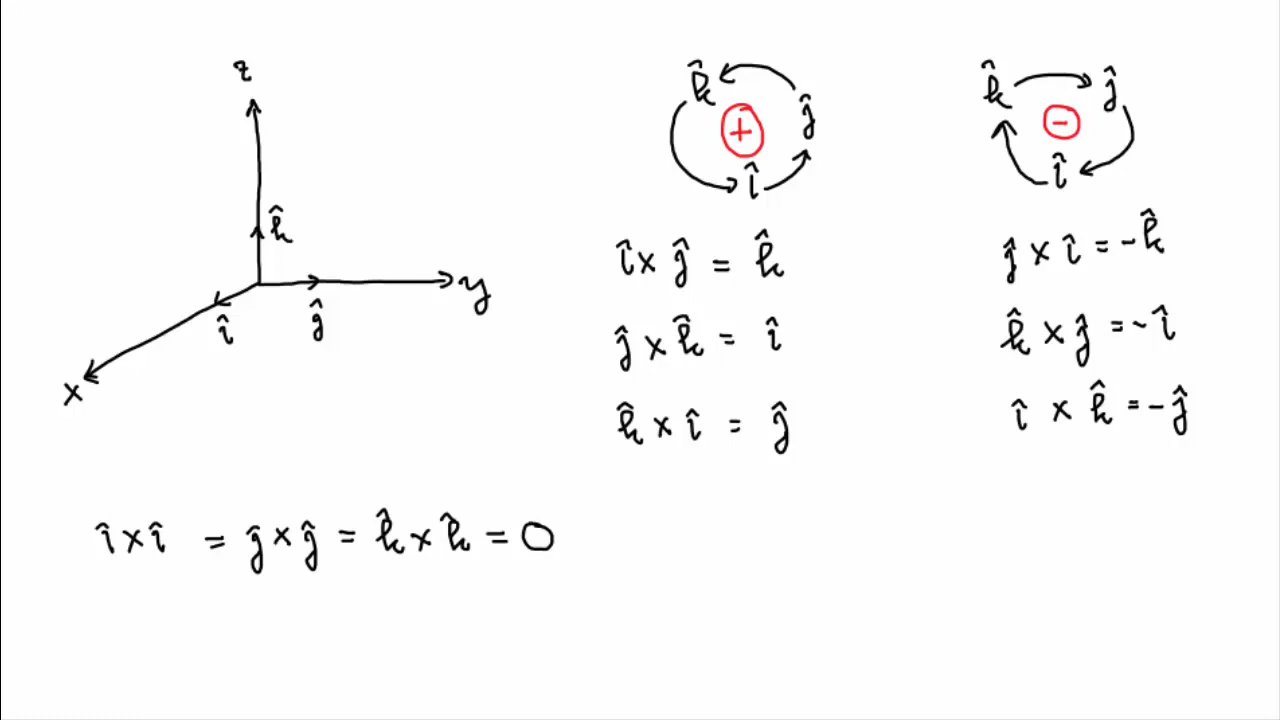 z
k̂
y
î
ĵ
x
k̂
ĵ
+
î
k̂
ĵ
-
î
î × ĵ = k̂
ĵ × k̂ = î
k̂ × î = ĵ
ĵ × î = -k̂
k̂ × ĵ = -î
î × k̂ = -ĵ
î × î = ĵ × ĵ = k̂ × k̂ = 0